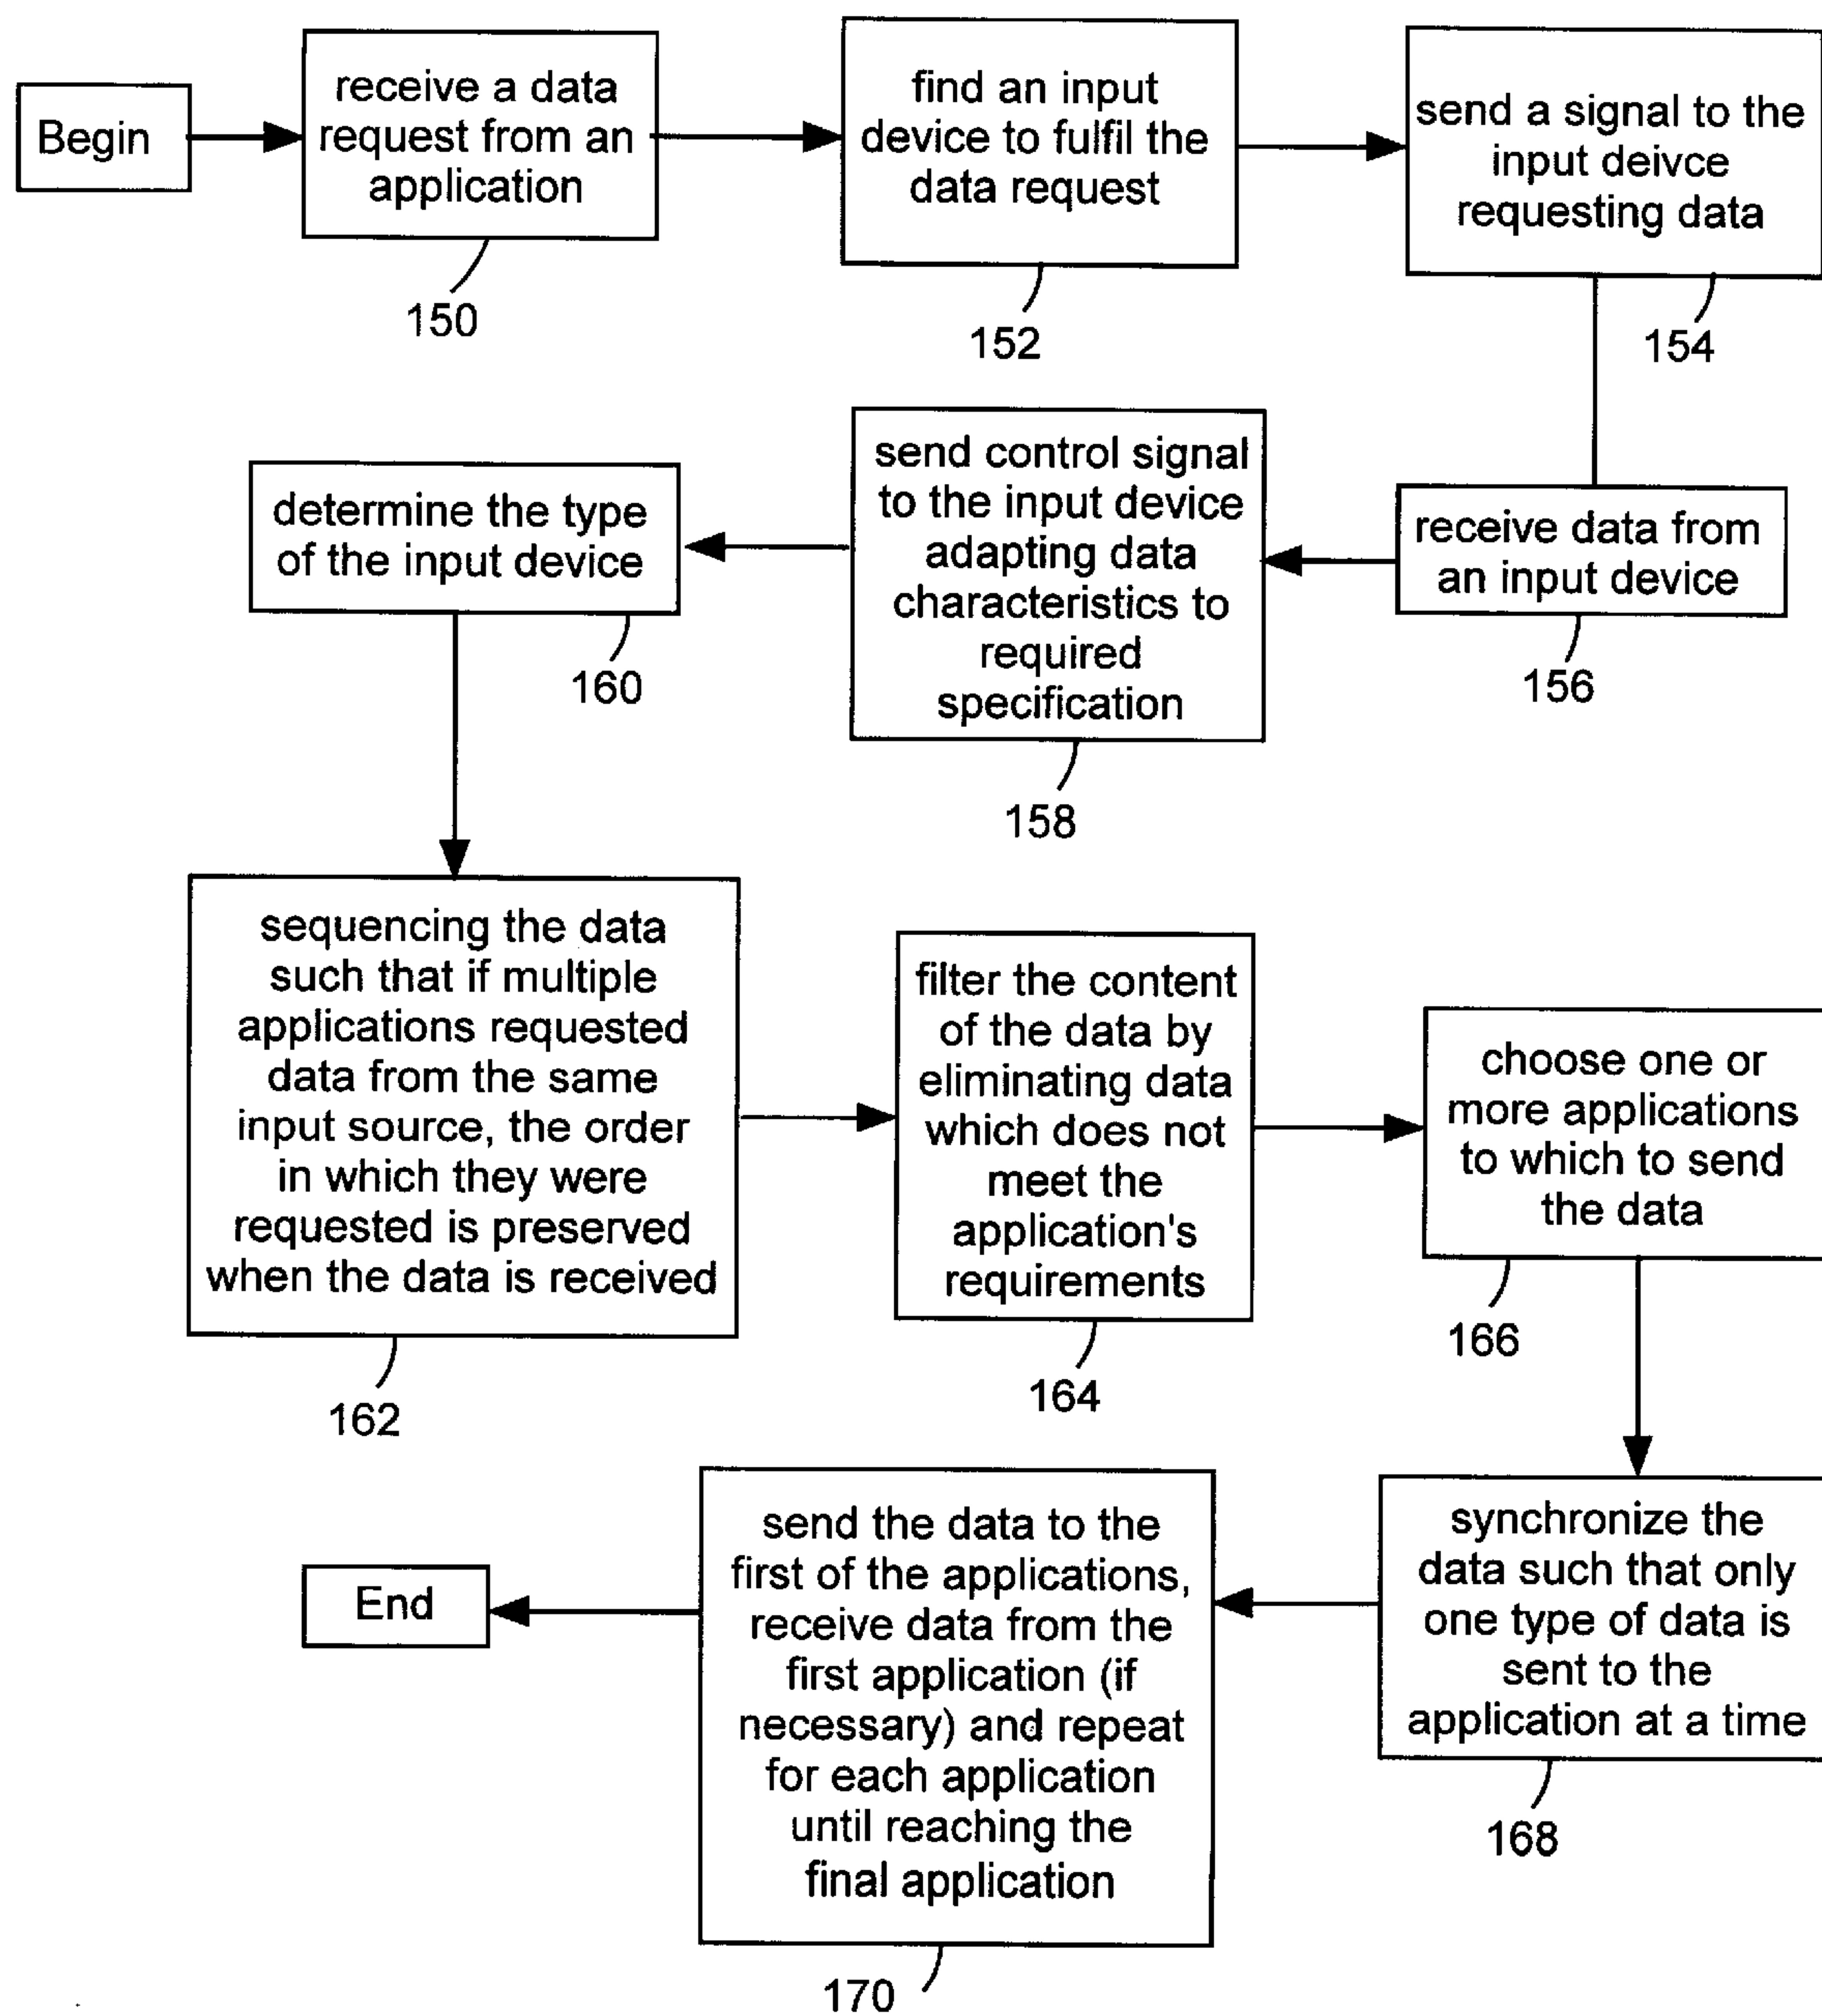 Begin
receive a data
request from an
application
150
find an input
device to fulfil the
data request
152
send a signal to the
input deivce
requesting data
154
receive data from
an input device
156
send control signal
to the input device
adapting data
characteristics to
required
specification
158
determine the type
of the input device
160
sequencing the data
such that if multiple
applications requested
data from the same
input source, the order
in which they were
requested is preserved
when the data is received
162
filter the content
of the data by
eliminating data
which does not
meet the
application's
requirements
164
choose one or
more applications
to which to send
the data
166
synchronize the
data such that only
one type of data is
sent to the
application at a time
168
send the data to the
first of the applications,
receive data from the
first application (if
necessary) and repeat
for each application
until reaching the
final application
170
End